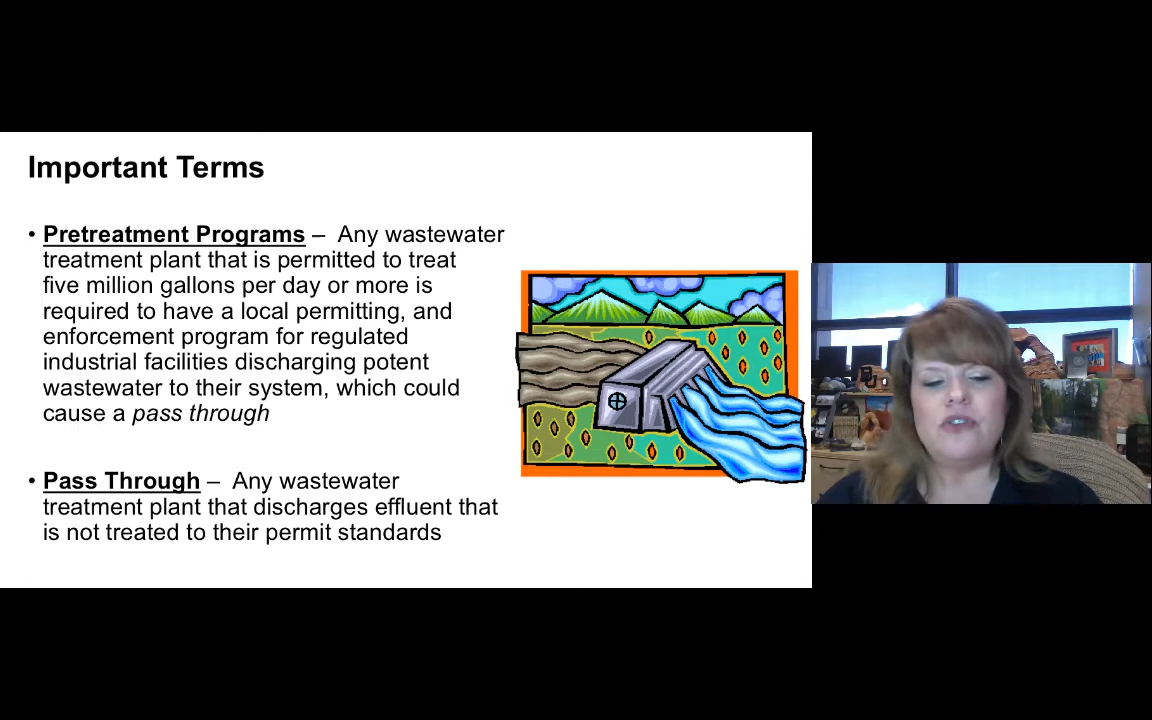 Important Terms
• Pretreatment Programs – Any wastewater
treatment plant that is permitted to treat
five million gallons per day or more is
required to have a local permitting, and
enforcement program for regulated
industrial facilities discharging potent
wastewater to their system, which could
cause a pass through
• Pass Through – Any wastewater
treatment plant that discharges effluent that
is not treated to their permit standards